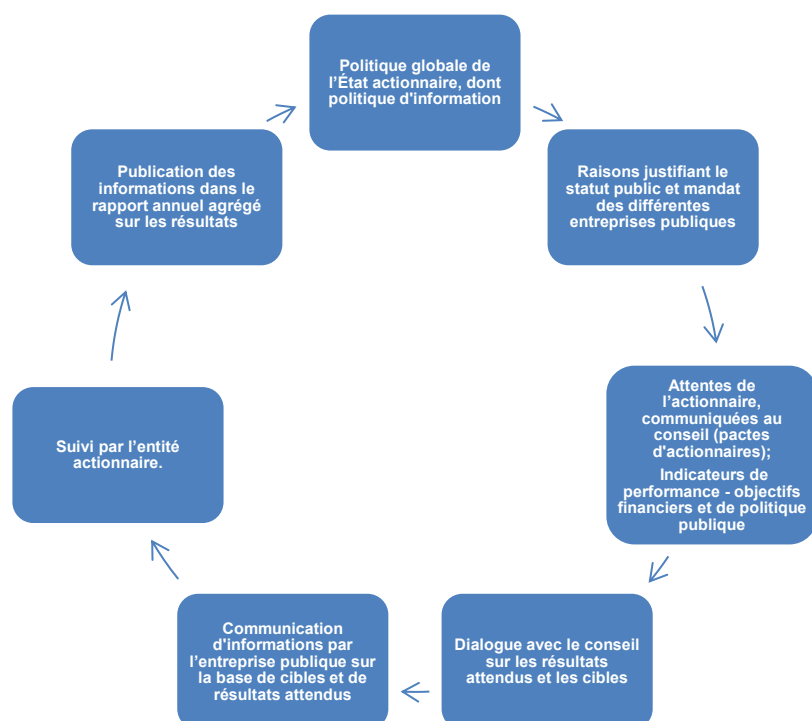 Politique globale de
l’État actionnaire, dont
politique d'information
Raisons justifiant le
statut public et mandat
des différentes
entreprises publiques
Attentes de
l’actionnaire,
communiquées au
conseil (pactes
d'actionnaires);
Indicateurs de
performance - objectifs
financiers et de politique
publique
Dialogue avec le conseil
sur les résultats
attendus et les cibles
Communication
d'informations par
l’entreprise publique sur
la base de cibles et de
résultats attendus
Suivi par l’entité
actionnaire.
Publication des
informations dans le
rapport annuel agrégé
sur les résultats